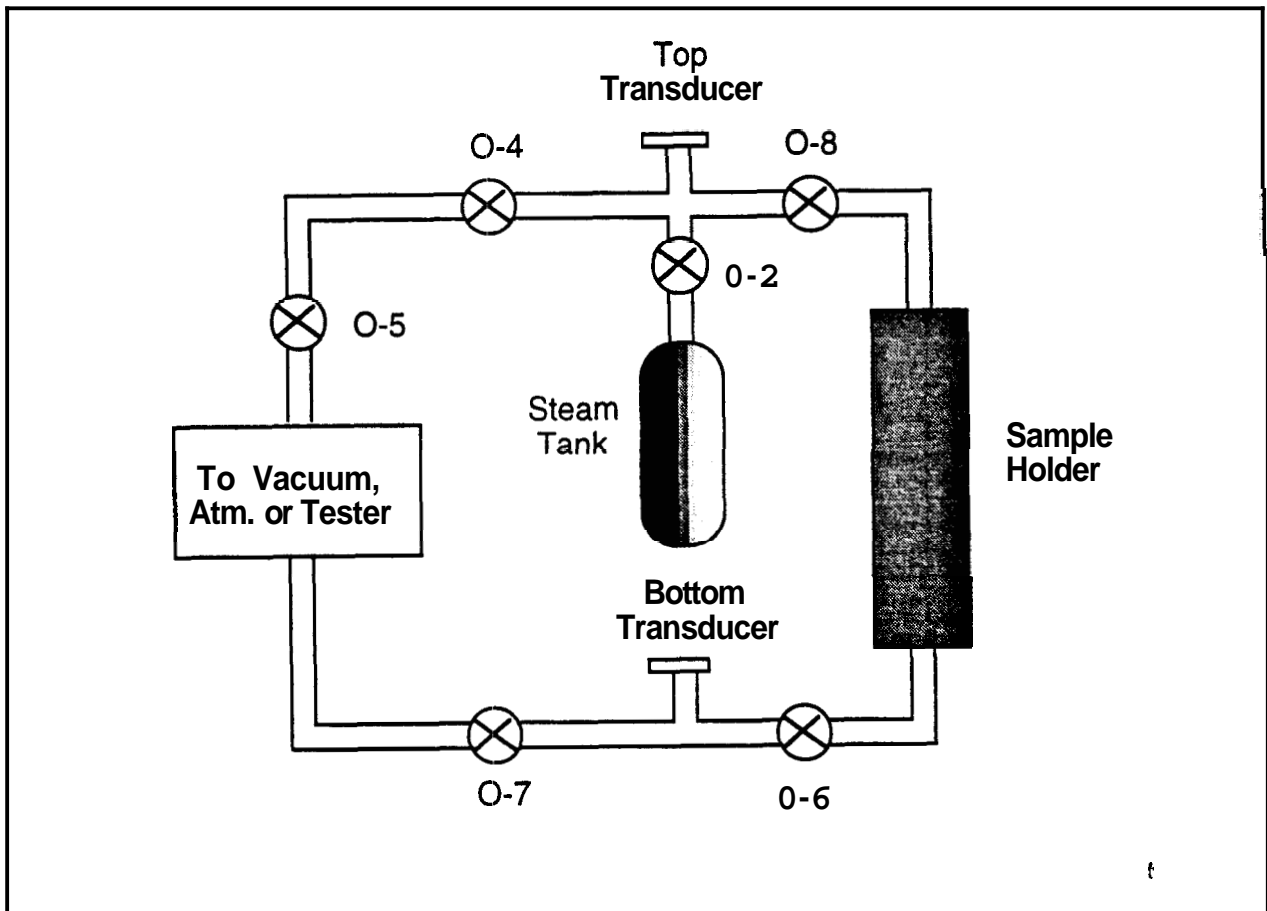 Top
Transducer
O-4
O-8
0-2
O-5
Steam
Tank
Sample
Holder
To Vacuum,
Atm. or Tester
Bottom
Transducer
O-7
0-6